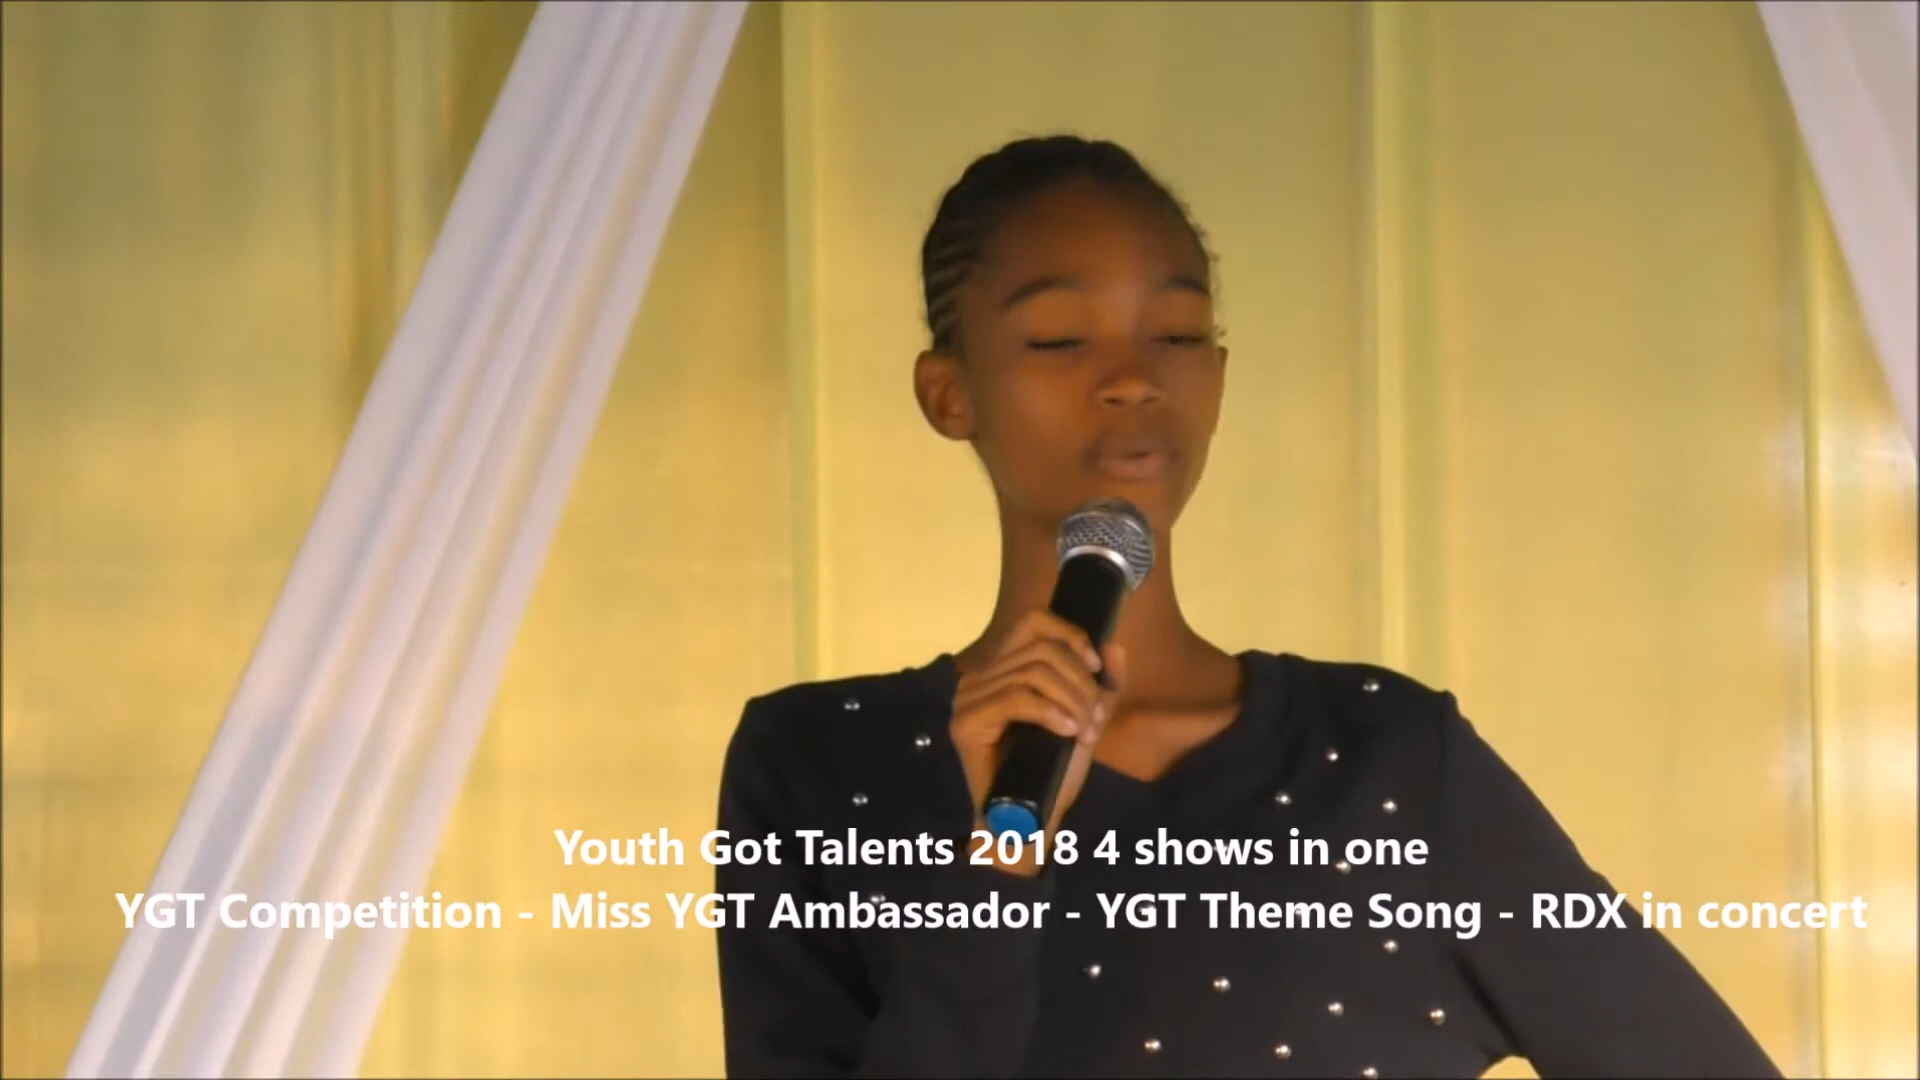 Youth Got Talents 2018 4 shows in one
YGT Competition - Miss YGT Ambassador - YGT Theme Song - RDX in concert